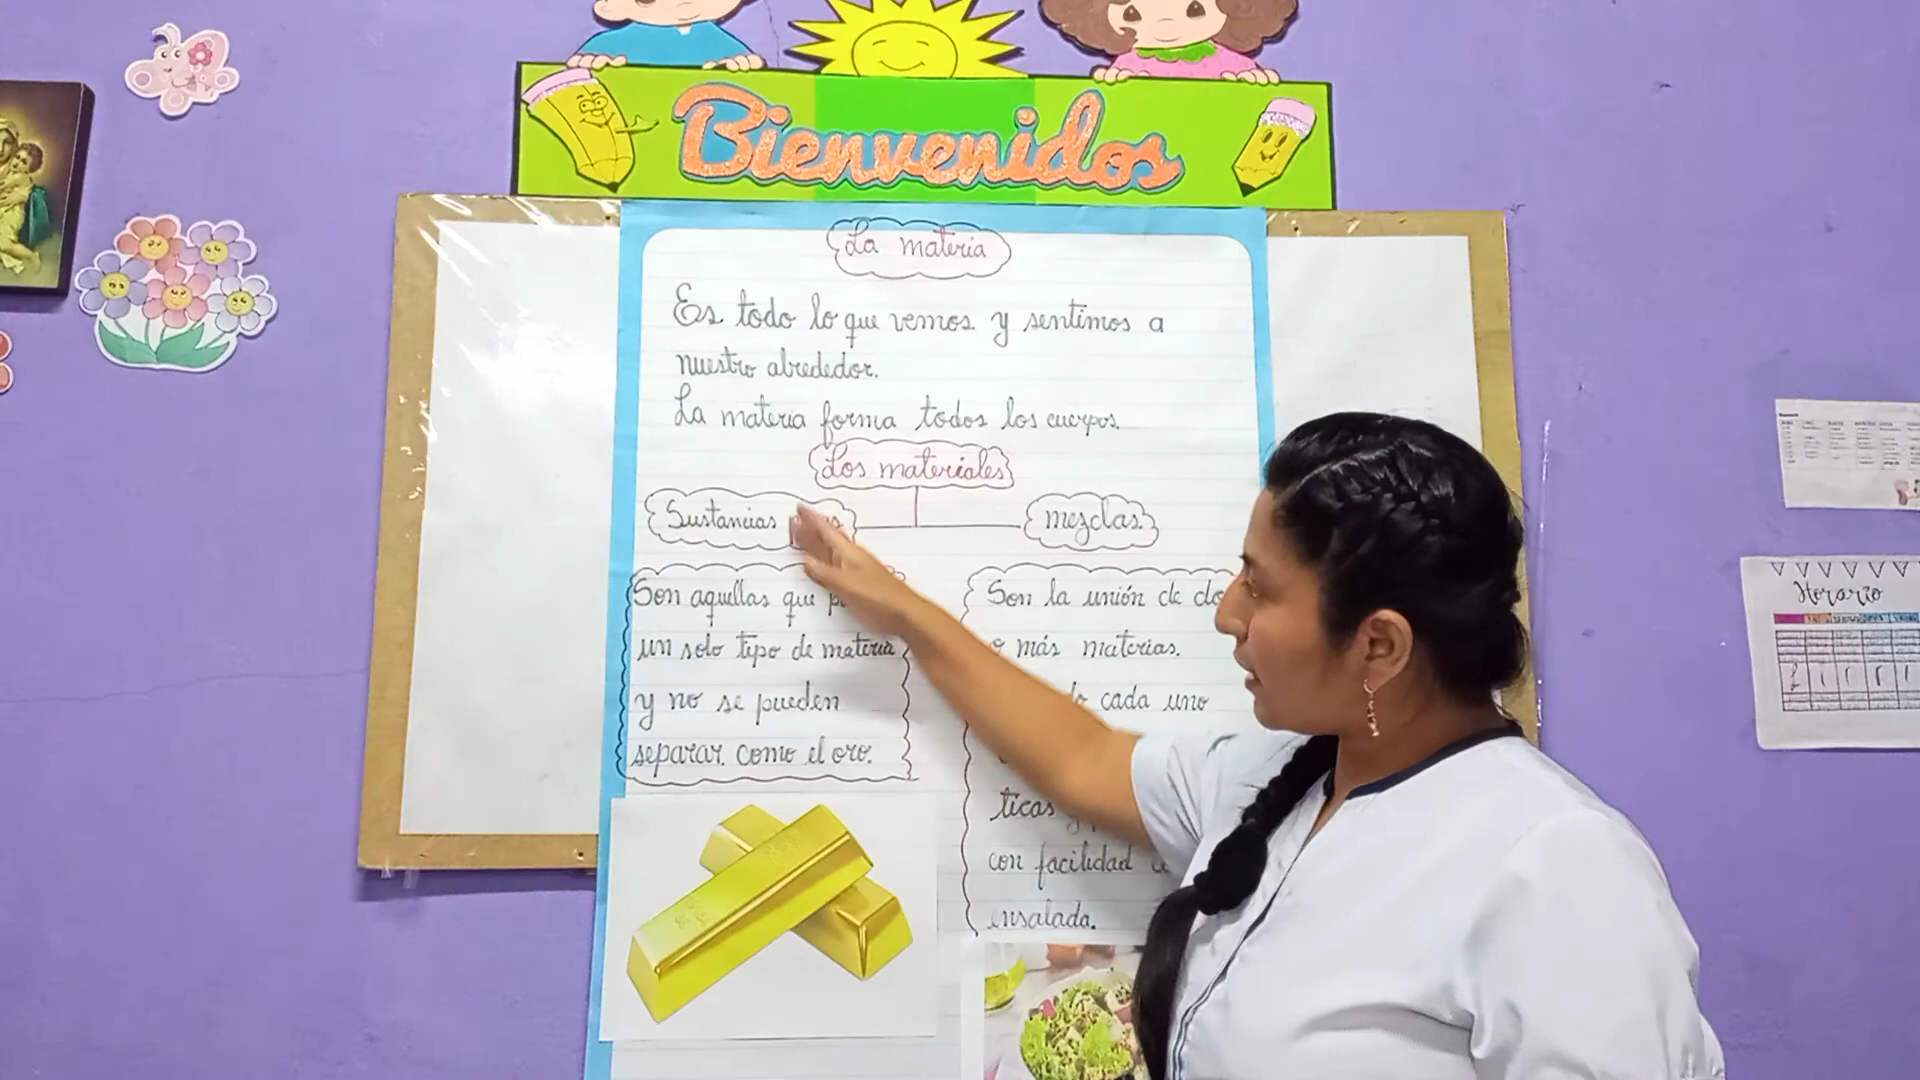 Bienvenidos
La materia
Es todo lo que vemos y sentimos a
nuestro alrededor.
La materia forma todos los cuerpos.
Los materiales
Sustancias
mezclas
Son aquellas que
un solo tipo de materia
y no se pueden
separar. como el oro.
Son la unión de
o más materias.
cada uno
ticas y
con facilidad
ensalada.
Horario